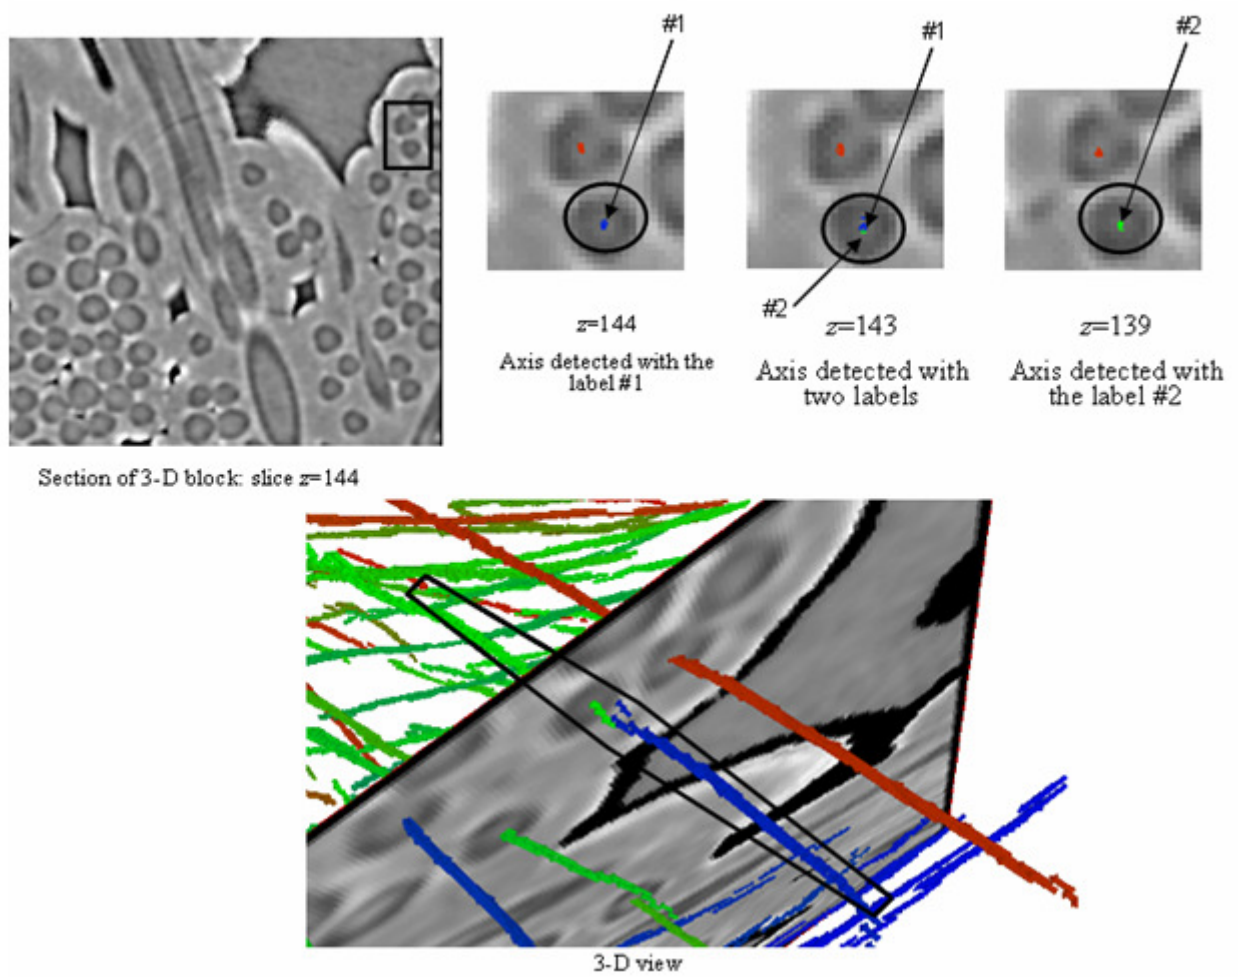 #1
#1
#2
#2
z=144
z=143
z=139
Axis detected with the
label #1
Axis detected with
two labels
Axis detected with
the label #2
Section of 3-D block: slice z=144
3-D view